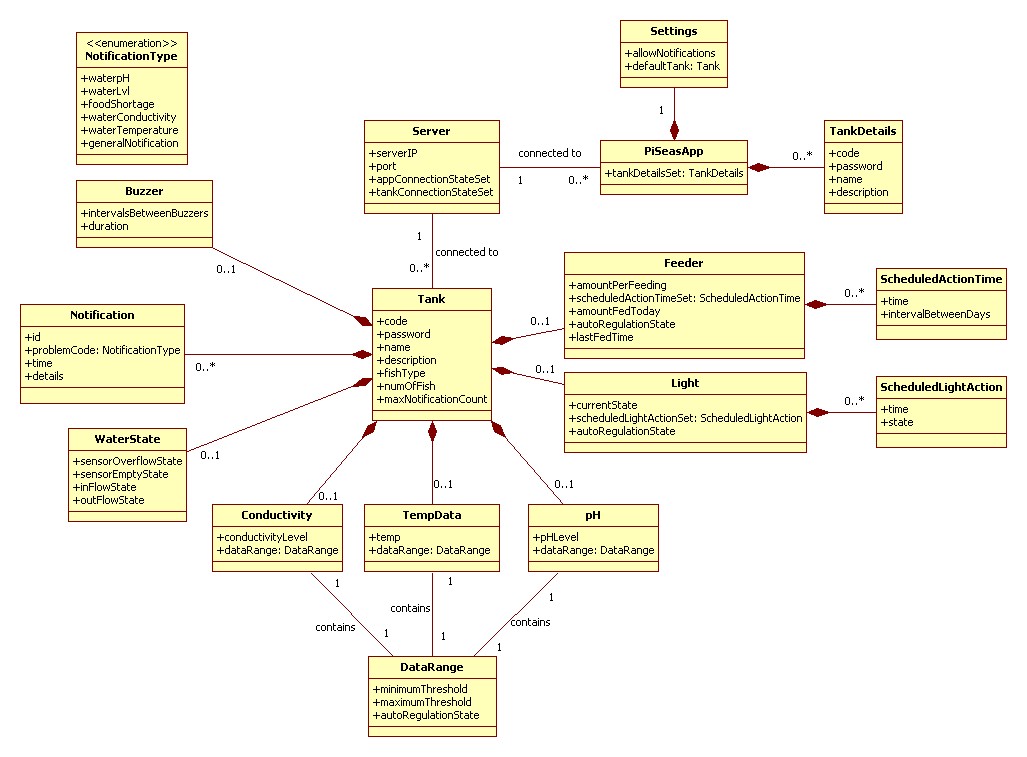 Settings
+allowNotifications
+defaultTank: Tank
<<enumeration>>
NotificationType
+waterpH
+waterLvl
+foodShortage
+waterConductivity
+waterTemperature
+generalNotification
1
Server
+serverIP
+port
+appConnectionStateSet
+tankConnectionStateSet
connected to
1
0..*
PiSeasApp
+tankDetailsSet: TankDetails
0..*
TankDetails
+code
+password
+name
+description
Buzzer
+intervalsBetweenBuzzers
+duration
0..1
1
connected to
0..*
Feeder
+amountPerFeeding
+scheduledActionTimeSet: ScheduledActionTime
+amountFedToday
+autoRegulationState
+lastFedTime
0..*
ScheduledActionTime
+time
+intervalBetweenDays
Tank
+code
+password
+name
+description
+fishType
+numOfFish
+maxNotificationCount
0..1
0..1
Notification
+id
+problemCode: NotificationType
+time
+details
0..*
Light
+currentState
+scheduledLightActionSet: ScheduledLightAction
+autoRegulationState
0..*
ScheduledLightAction
+time
+state
WaterState
+sensorOverflowState
+sensorEmptyState
+inFlowState
+outFlowState
0..1
0..1
0..1
0..1
Conductivity
+conductivityLevel
+dataRange: DataRange
TempData
+temp
+dataRange: DataRange
pH
+pHLevel
+dataRange: DataRange
1
1
1
contains
contains
contains
1
1
1
DataRange
+minimumThreshold
+maximumThreshold
+autoRegulationState